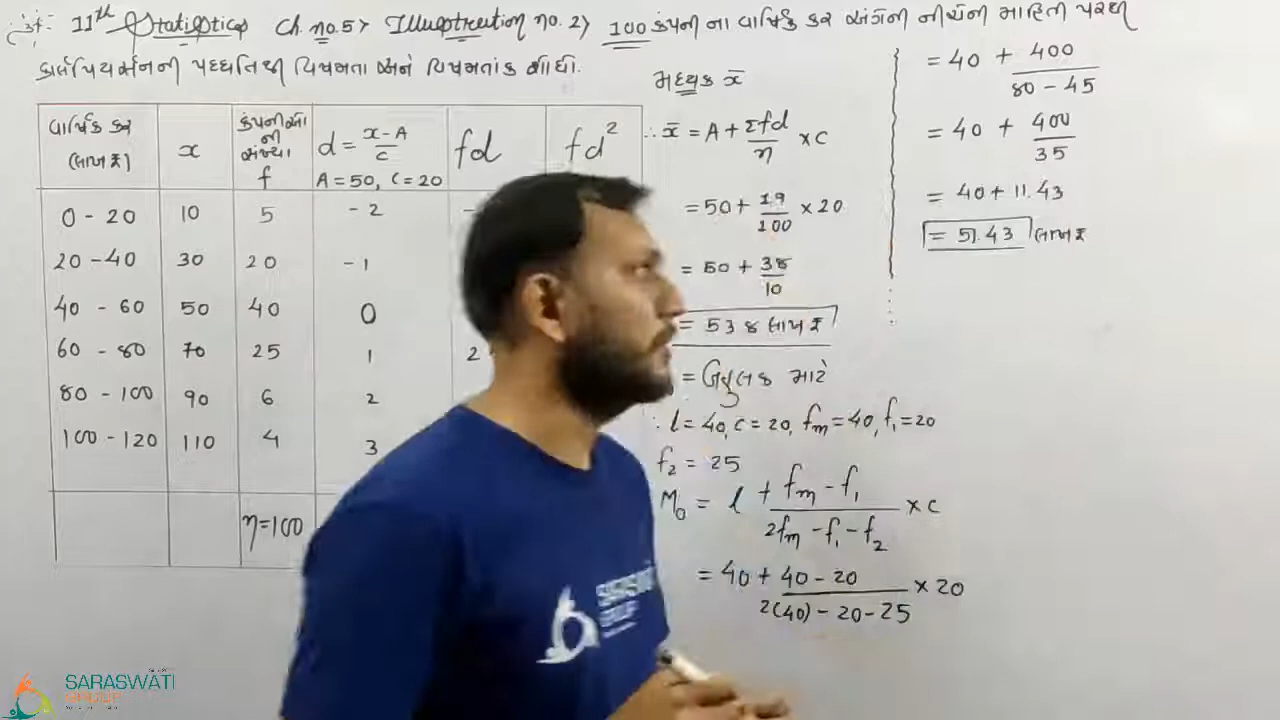 11th Statistics Ch. no. 5> Illustration no. 2) 100 કંપની ના વાર્ષિક કર અંગેની નીચેની માહિતી પરથી
કાર્લ પિયર્સનની પધ્ધતિથી વિષમતા અને વિષમતાંક શોધો.
વાર્ષિક કર (લાખ ₹) x કંપનીઓની સંખ્યા f d = x-A/c fd fd²
A = 50, C = 20
0 - 20 10 5 - 2 -
20 - 40 30 20 - 1
40 - 60 50 40 0
60 - 80 70 25 1 2
80 - 100 90 6 2
100 - 120 110 4 3
n=100
મધ્યક x̄
∴ x̄ = A + Σfd/n × C
= 50 + 19/100 × 20
= 50 + 38/10
= 53.8 લાખ ₹
= બહુલક માટે
∴ l = 40, c = 20, fm = 40, f1 = 20
f2 = 25
M0 = l + fm - f1/2fm - f1 - f2 × C
= 40 + 40 - 20/2(40) - 20 - 25 × 20
= 40 + 400/80 - 45
= 40 + 400/35
= 40 + 11.43
= 51.43 લાખ ₹
SARASWATI
GROUP
SARASWATI
GROUP